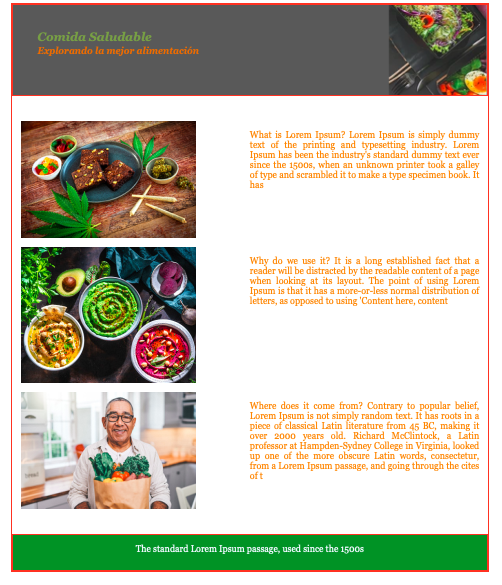 Comida Saludable
Explorando la mejor alimentación
What is Lorem Ipsum? Lorem Ipsum is simply dummy
text of the printing and typesetting industry. Lorem
Ipsum has been the industry's standard dummy text ever
since the 1500s, when an unknown printer took a galley
of type and scrambled it to make a type specimen book. It
has
Why do we use it? It is a long established fact that a
reader will be distracted by the readable content of a page
when looking at its layout. The point of using Lorem
Ipsum is that it has a more-or-less normal distribution of
letters, as opposed to using 'Content here, content
Where does it come from? Contrary to popular belief,
Lorem Ipsum is not simply random text. It has roots in a
piece of classical Latin literature from 45 BC, making it
over 2000 years old. Richard McClintock, a Latin
professor at Hampden-Sydney College in Virginia, looked
up one of the more obscure Latin words, consectetur,
from a Lorem Ipsum passage, and going through the cites
of t
The standard Lorem Ipsum passage, used since the 1500s